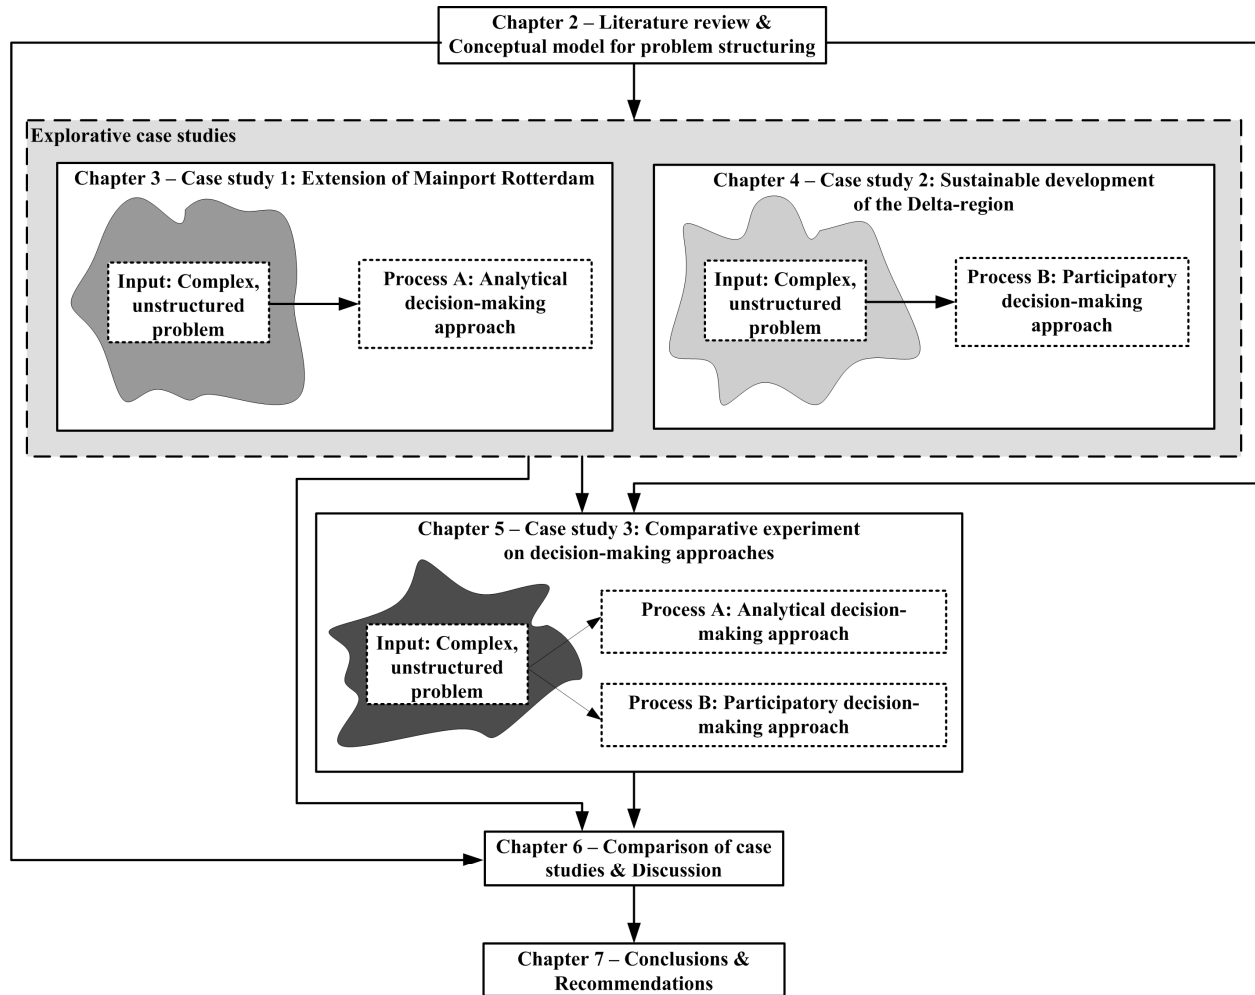 Chapter 2 – Literature review &
Conceptual model for problem structuring
Explorative case studies
Chapter 3 – Case study 1: Extension of Mainport Rotterdam
Input: Complex,
unstructured
problem
Process A: Analytical
decision-making
approach
Chapter 4 – Case study 2: Sustainable development
of the Delta-region
Input: Complex,
unstructured
problem
Process B: Participatory
decision-making
approach
Chapter 5 – Case study 3: Comparative experiment
on decision-making approaches
Input: Complex,
unstructured
problem
Process A: Analytical decision-
making approach
Process B: Participatory decision-
making approach
Chapter 6 – Comparison of case
studies & Discussion
Chapter 7 – Conclusions &
Recommendations